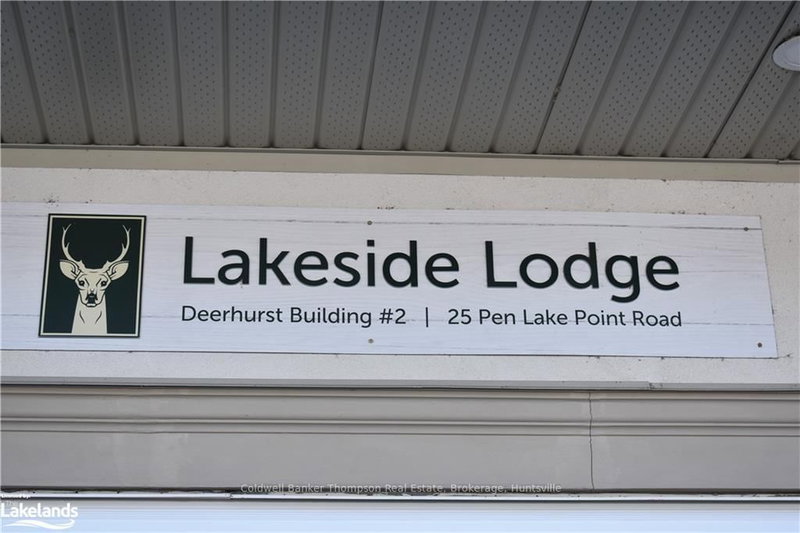 Lakeside Lodge
Deerhurst Building #2 | 25 Pen Lake Point Road
Coldwell Banker Thompson Real Estate, Brokerage, Huntsville
Lakelands